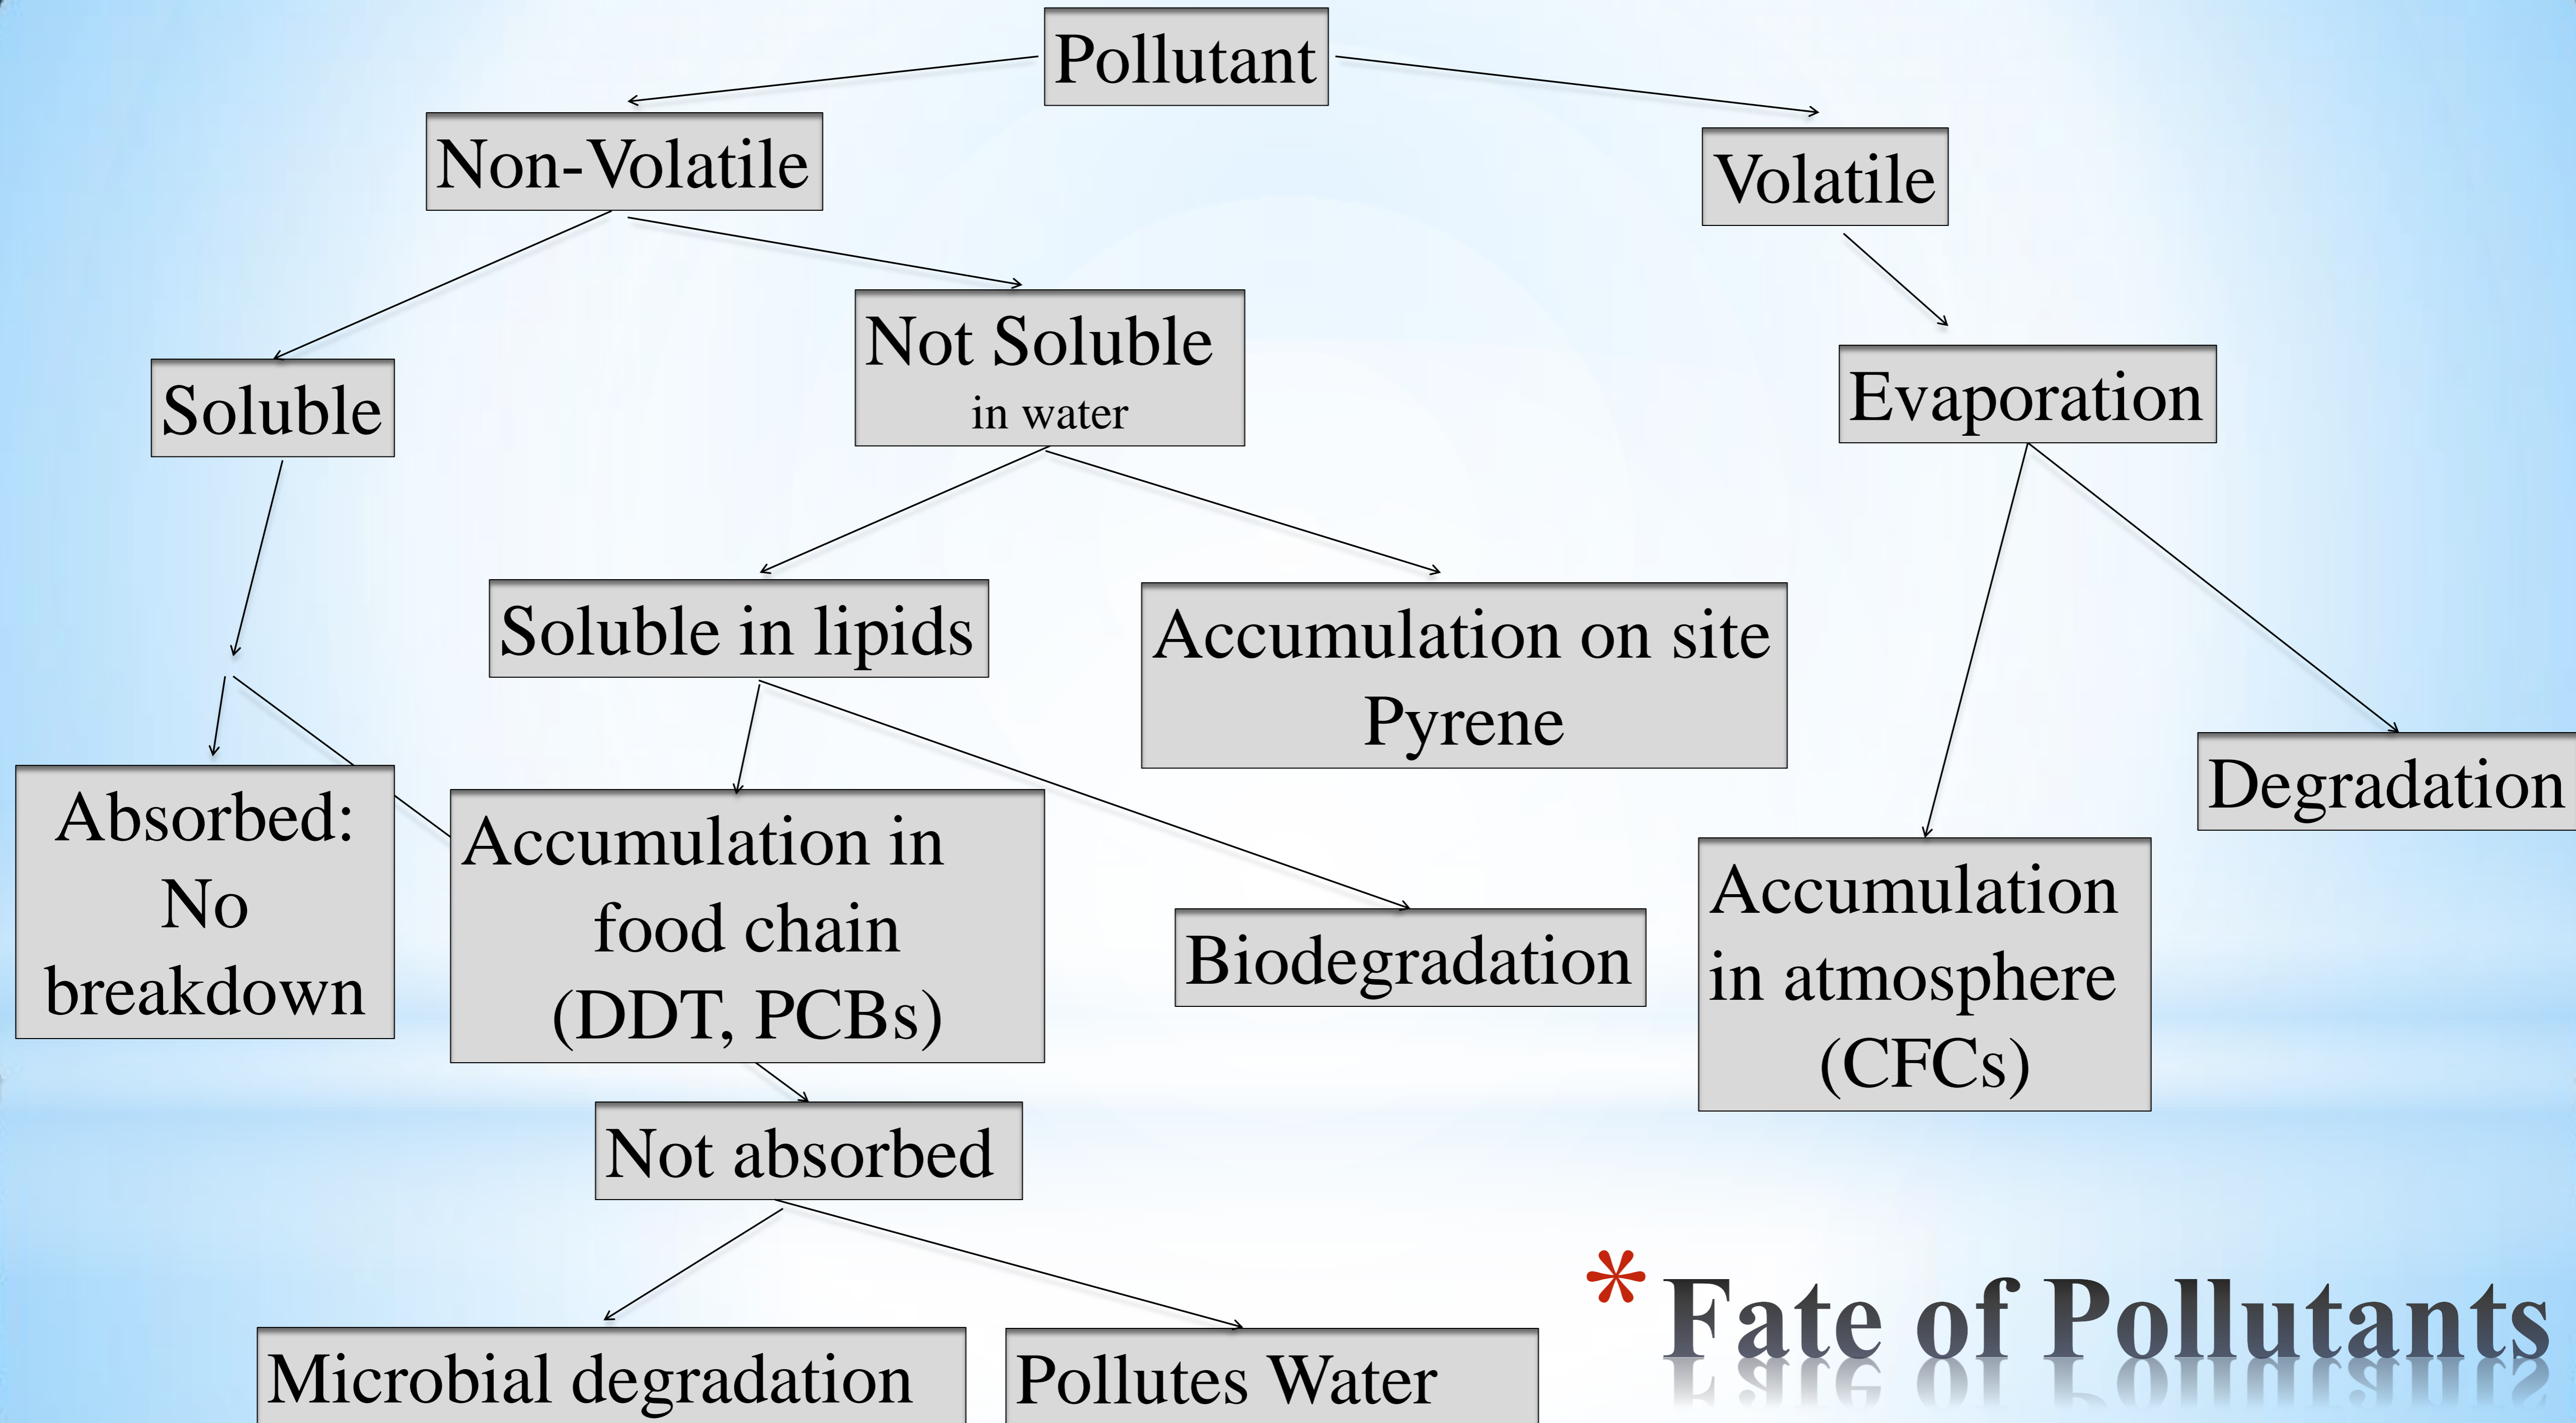 Pollutant
Non-Volatile
Volatile
Not Soluble
in water
Soluble
Evaporation
Soluble in lipids
Accumulation on site
Pyrene
Degradation
Absorbed:
No
breakdown
Accumulation in
food chain
(DDT, PCBs)
Biodegradation
Accumulation
in atmosphere
(CFCs)
Not absorbed
* Fate of Pollutants
Microbial degradation
Pollutes Water